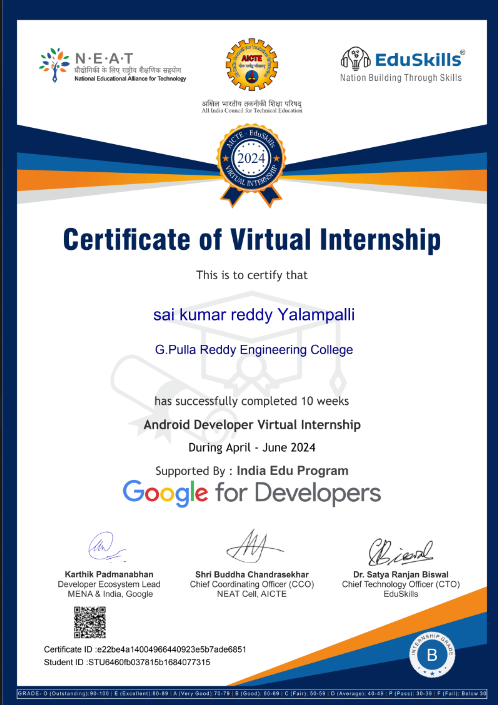 N·E·A·T
प्रौद्योगिकी के लिए राष्ट्रीय शैक्षणिक सहयोग
National Educational Alliance for Technology
AICTE
अखिल भारतीय तकनीकी शिक्षा परिषद्
All India Council for Technical Education
EduSkills®
Nation Building Through Skills
AICTE - EduSkills
2024
VIRTUAL INTERNSHIP
Certificate of Virtual Internship
This is to certify that
sai kumar reddy Yalampalli
G.Pulla Reddy Engineering College
has successfully completed 10 weeks
Android Developer Virtual Internship
During April - June 2024
Supported By : India Edu Program
Google for Developers
Karthik Padmanabhan
Developer Ecosystem Lead
MENA & India, Google
Shri Buddha Chandrasekhar
Chief Coordinating Officer (CCO)
NEAT Cell, AICTE
Biswal
Dr. Satya Ranjan Biswal
Chief Technology Officer (CTO)
EduSkills
Certificate ID :e22be4a14004966440923e5b7ade6851
Student ID :STU6460fb037815b1684077315
INTERNSHIP GRADE
B
GRADE- O (Outstanding):90-100 | E (Excellent):80-89 | A (Very Good):70-79 | B (Good): 60-69 | C (Fair): 50-59 | D (Average): 40-49 | P (Pass): 30-39 | F (Fail): Below 30